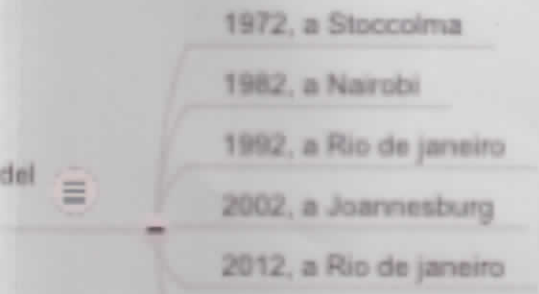 1972, a Stoccolma
1982, a Nairobi
1992, a Rio de janeiro
del
2002, a Joannesburg
2012, a Rio de janeiro